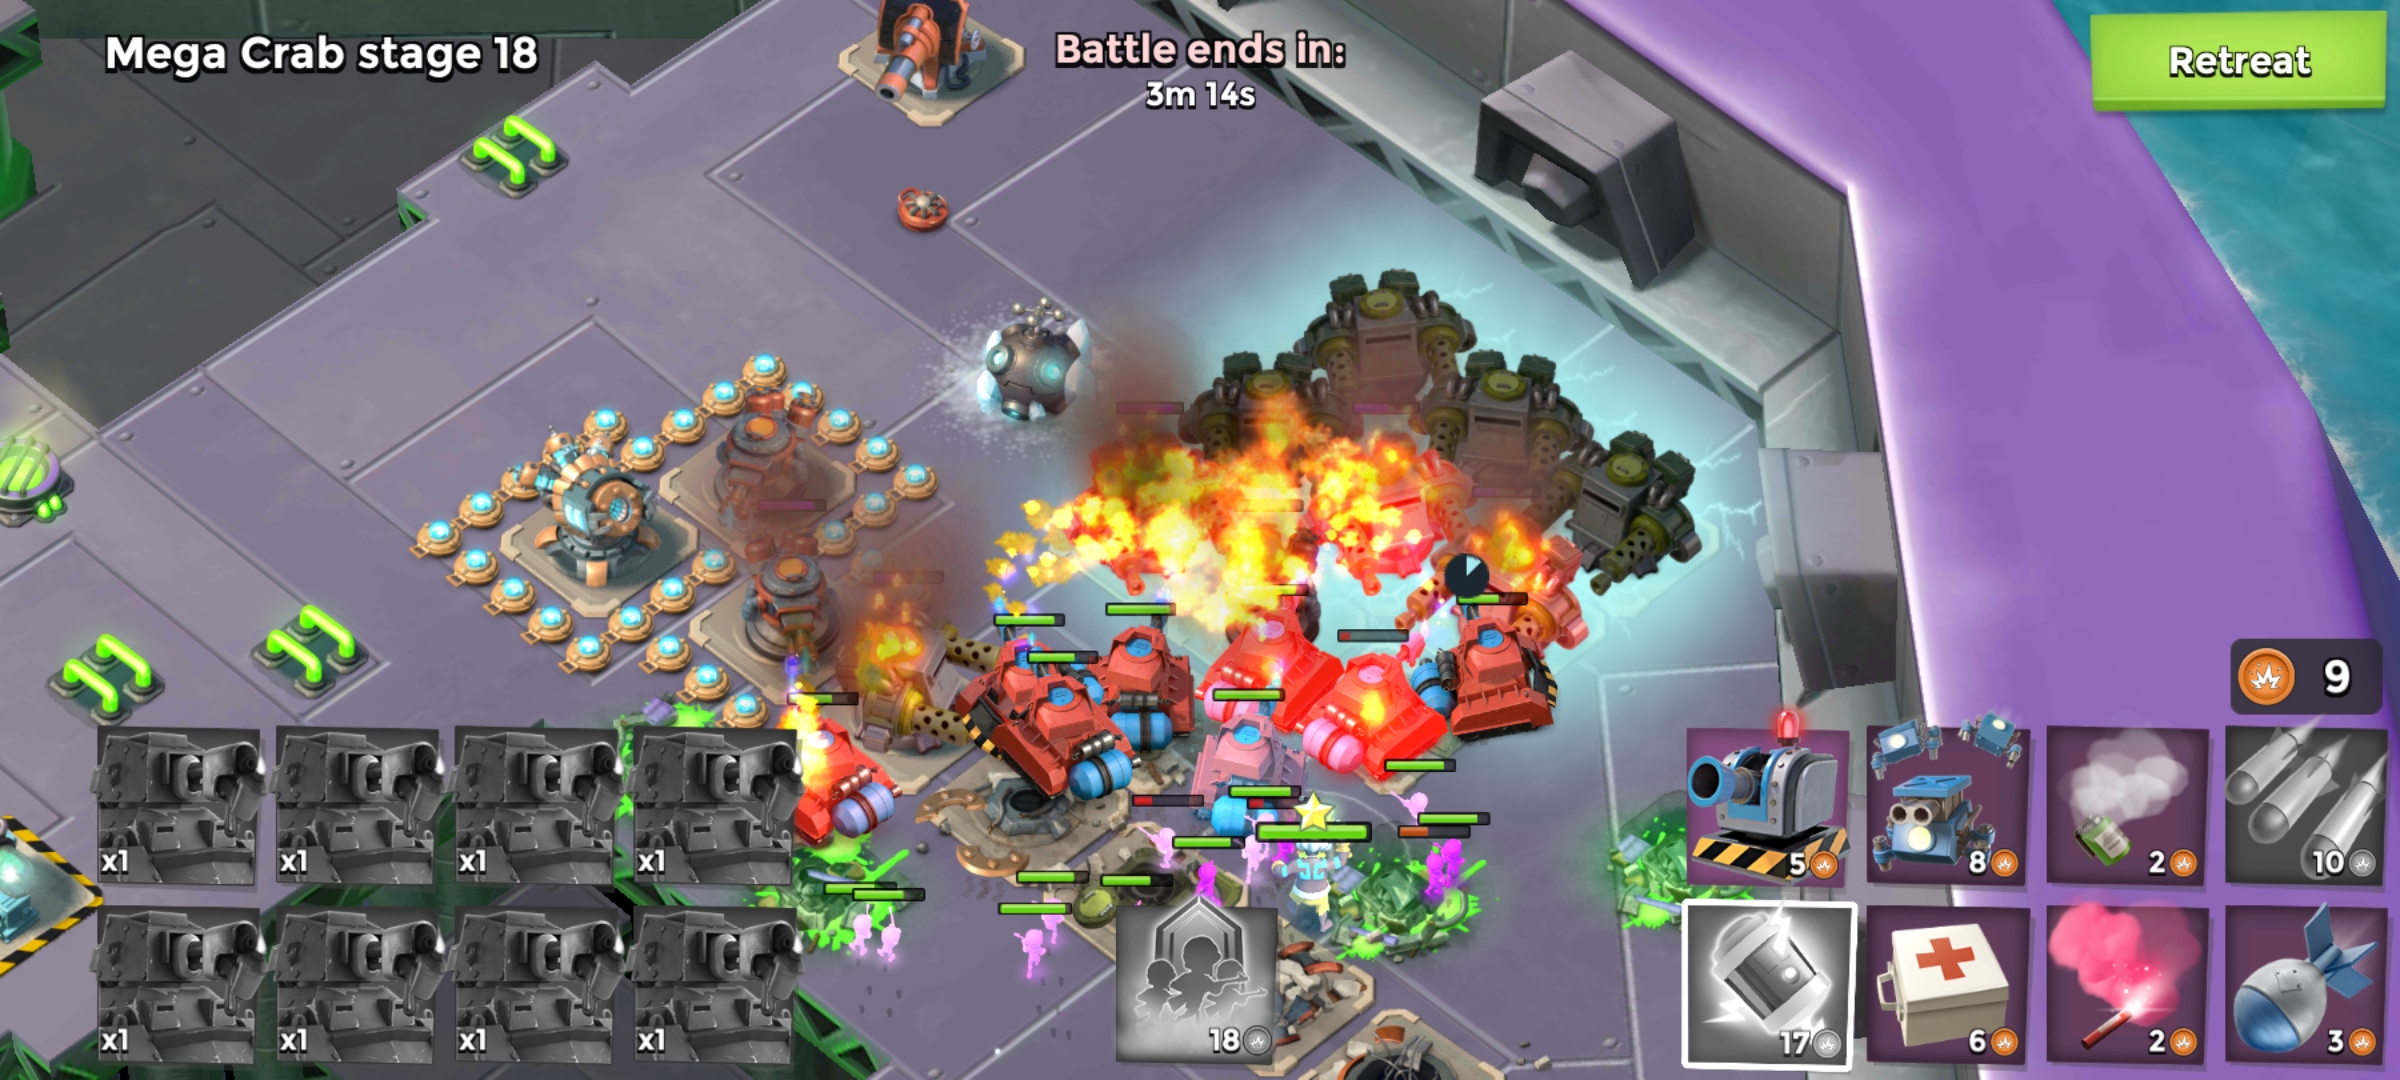 Mega Crab stage 18
Battle ends in:
3m 14s
Retreat
9
5
8
2
10
x1
x1
x1
x1
17
6
2
3
x1
x1
x1
x1
18